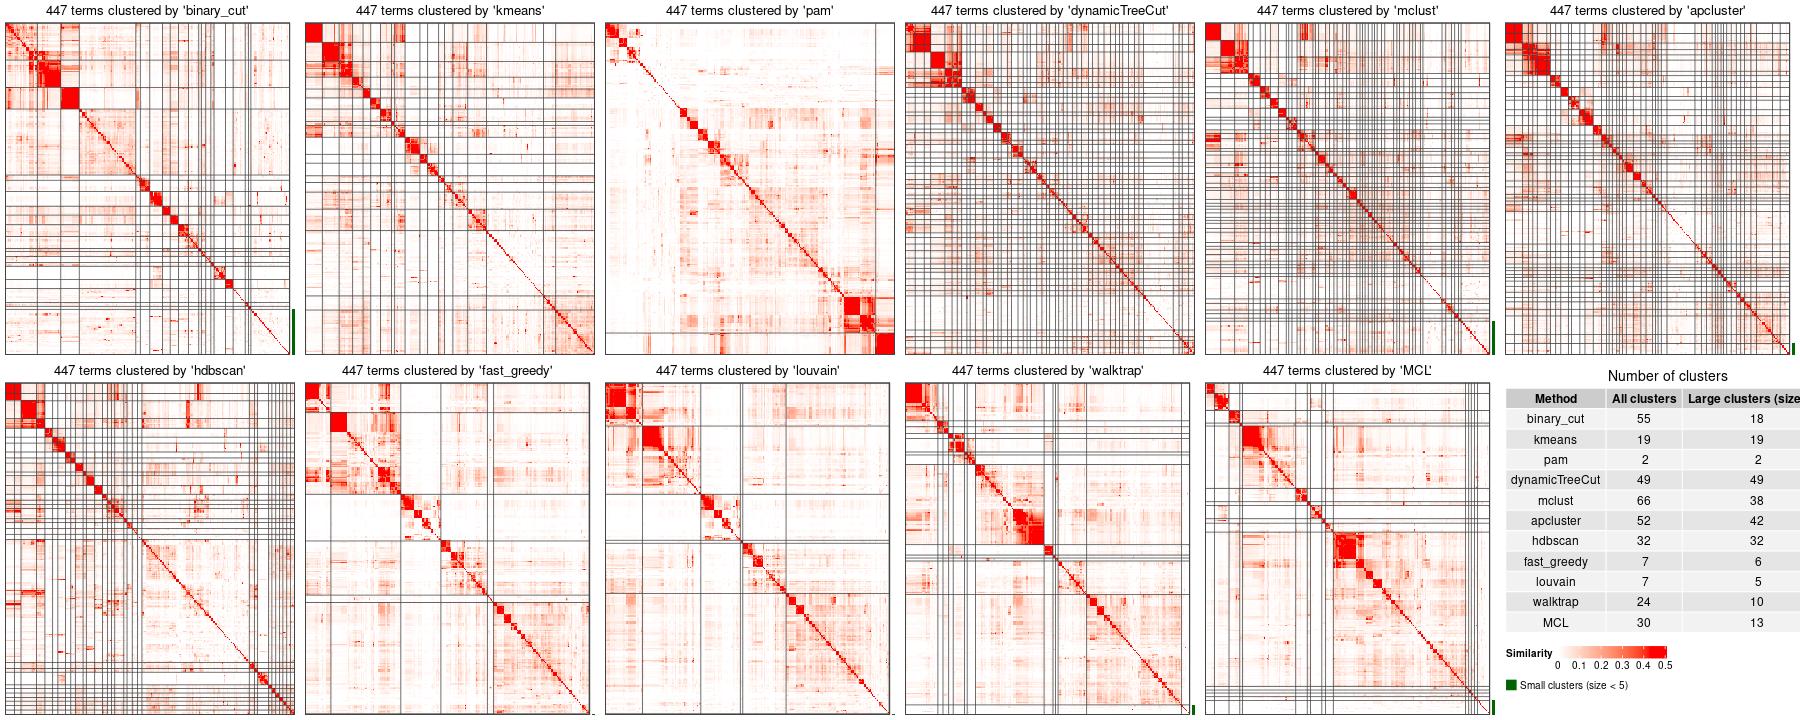 447 terms clustered by 'binary_cut'
447 terms clustered by 'kmeans'
447 terms clustered by 'pam'
447 terms clustered by 'dynamicTreeCut'
447 terms clustered by 'mclust'
447 terms clustered by 'apcluster'
447 terms clustered by 'hdbscan'
447 terms clustered by 'fast_greedy'
447 terms clustered by 'louvain'
447 terms clustered by 'walktrap'
447 terms clustered by 'MCL'
Number of clusters
Method All clusters Large clusters (size
binary_cut 55 18
kmeans 19 19
pam 2 2
dynamicTreeCut 49 49
mclust 66 38
apcluster 52 42
hdbscan 32 32
fast_greedy 7 6
louvain 7 5
walktrap 24 10
MCL 30 13
Similarity
0 0.1 0.2 0.3 0.4 0.5
Small clusters (size < 5)